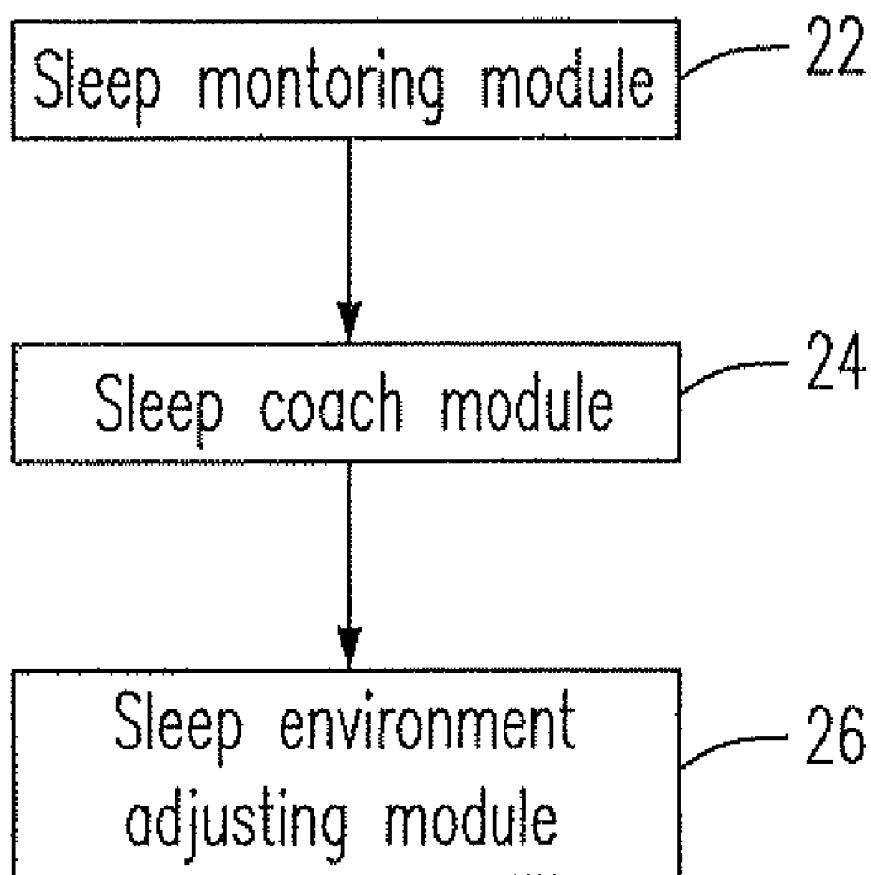 Sleep montoring module
22
Sleep coach module
24
Sleep environment
adjusting module
26